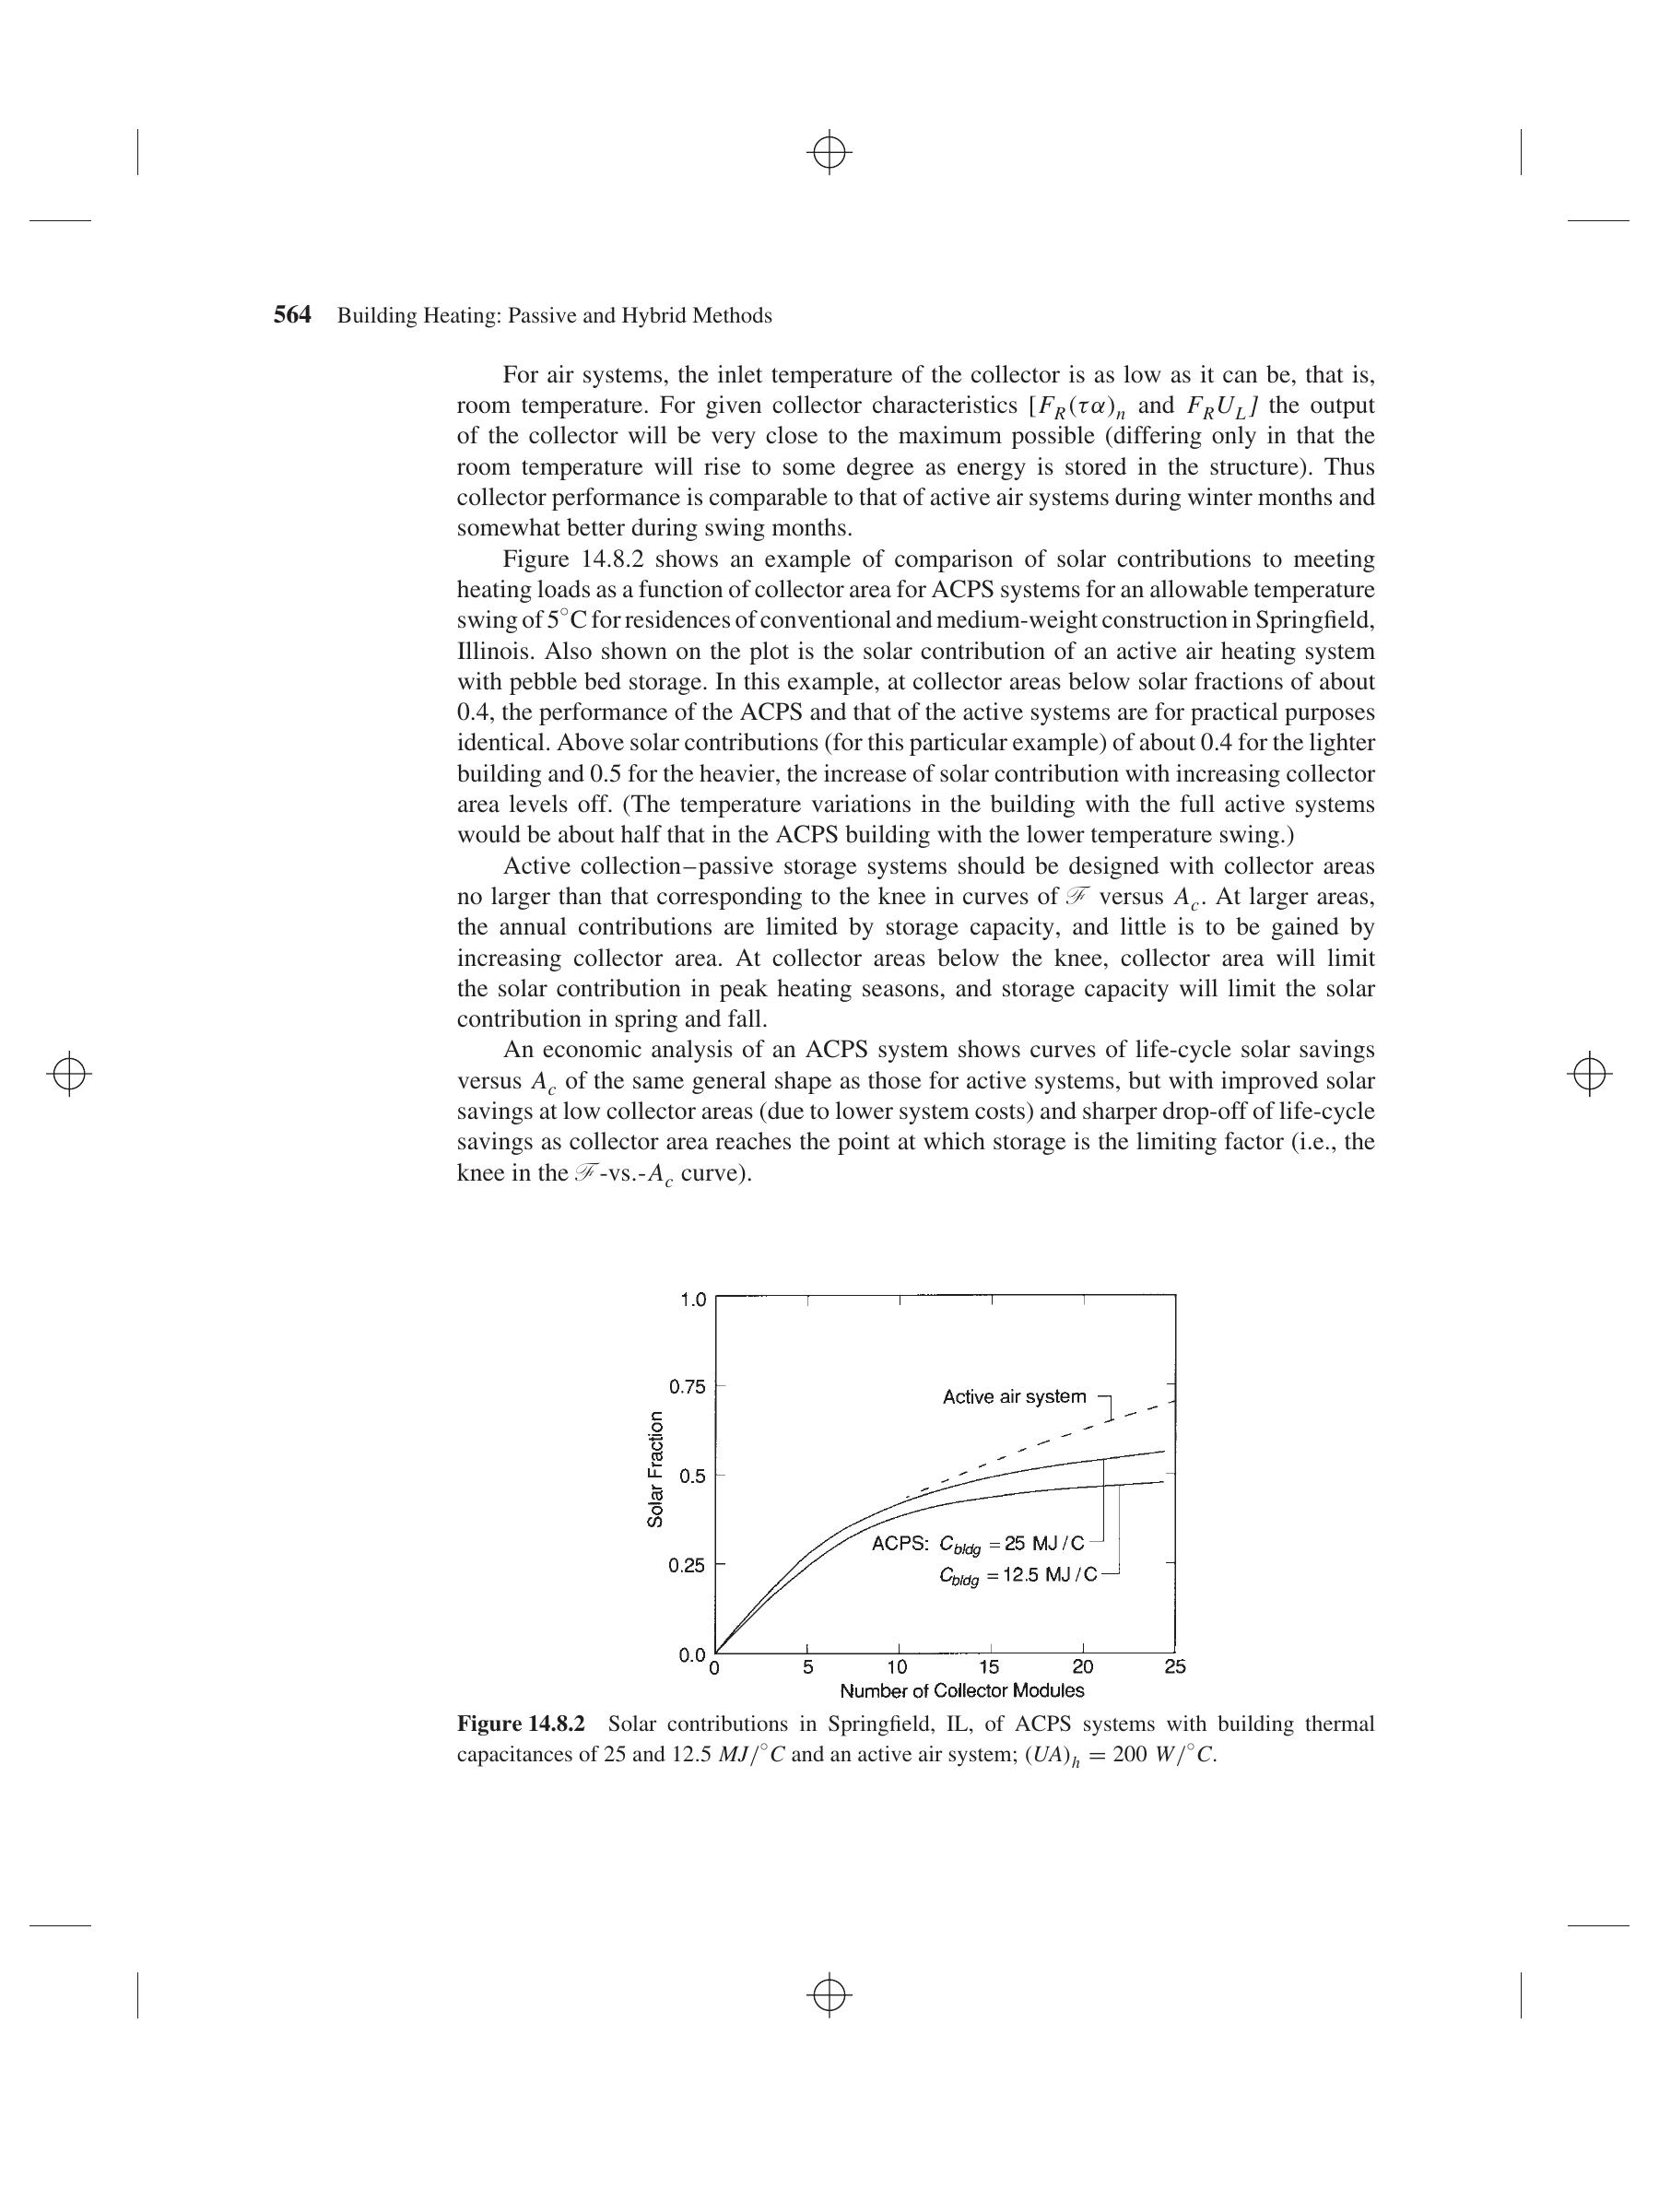 564 Building Heating: Passive and Hybrid Methods
For air systems, the inlet temperature of the collector is as low as it can be, that is,
room temperature. For given collector characteristics [F_R(τα)_n and F_RU_L] the output
of the collector will be very close to the maximum possible (differing only in that the
room temperature will rise to some degree as energy is stored in the structure). Thus
collector performance is comparable to that of active air systems during winter months and
somewhat better during swing months.
Figure 14.8.2 shows an example of comparison of solar contributions to meeting
heating loads as a function of collector area for ACPS systems for an allowable temperature
swing of 5°C for residences of conventional and medium-weight construction in Springfield,
Illinois. Also shown on the plot is the solar contribution of an active air heating system
with pebble bed storage. In this example, at collector areas below solar fractions of about
0.4, the performance of the ACPS and that of the active systems are for practical purposes
identical. Above solar contributions (for this particular example) of about 0.4 for the lighter
building and 0.5 for the heavier, the increase of solar contribution with increasing collector
area levels off. (The temperature variations in the building with the full active systems
would be about half that in the ACPS building with the lower temperature swing.)
Active collection–passive storage systems should be designed with collector areas
no larger than that corresponding to the knee in curves of ℱ versus A_c. At larger areas,
the annual contributions are limited by storage capacity, and little is to be gained by
increasing collector area. At collector areas below the knee, collector area will limit
the solar contribution in peak heating seasons, and storage capacity will limit the solar
contribution in spring and fall.
An economic analysis of an ACPS system shows curves of life-cycle solar savings
versus A_c of the same general shape as those for active systems, but with improved solar
savings at low collector areas (due to lower system costs) and sharper drop-off of life-cycle
savings as collector area reaches the point at which storage is the limiting factor (i.e., the
knee in the ℱ-vs.-A_c curve).
1.0
0.75
Active air system
Solar Fraction
0.5
ACPS: C_bldg = 25 MJ/C
0.25
C_bldg = 12.5 MJ/C
0.0
0 5 10 15 20 25
Number of Collector Modules
Figure 14.8.2 Solar contributions in Springfield, IL, of ACPS systems with building thermal
capacitances of 25 and 12.5 MJ/°C and an active air system; (UA)_h = 200 W/°C.